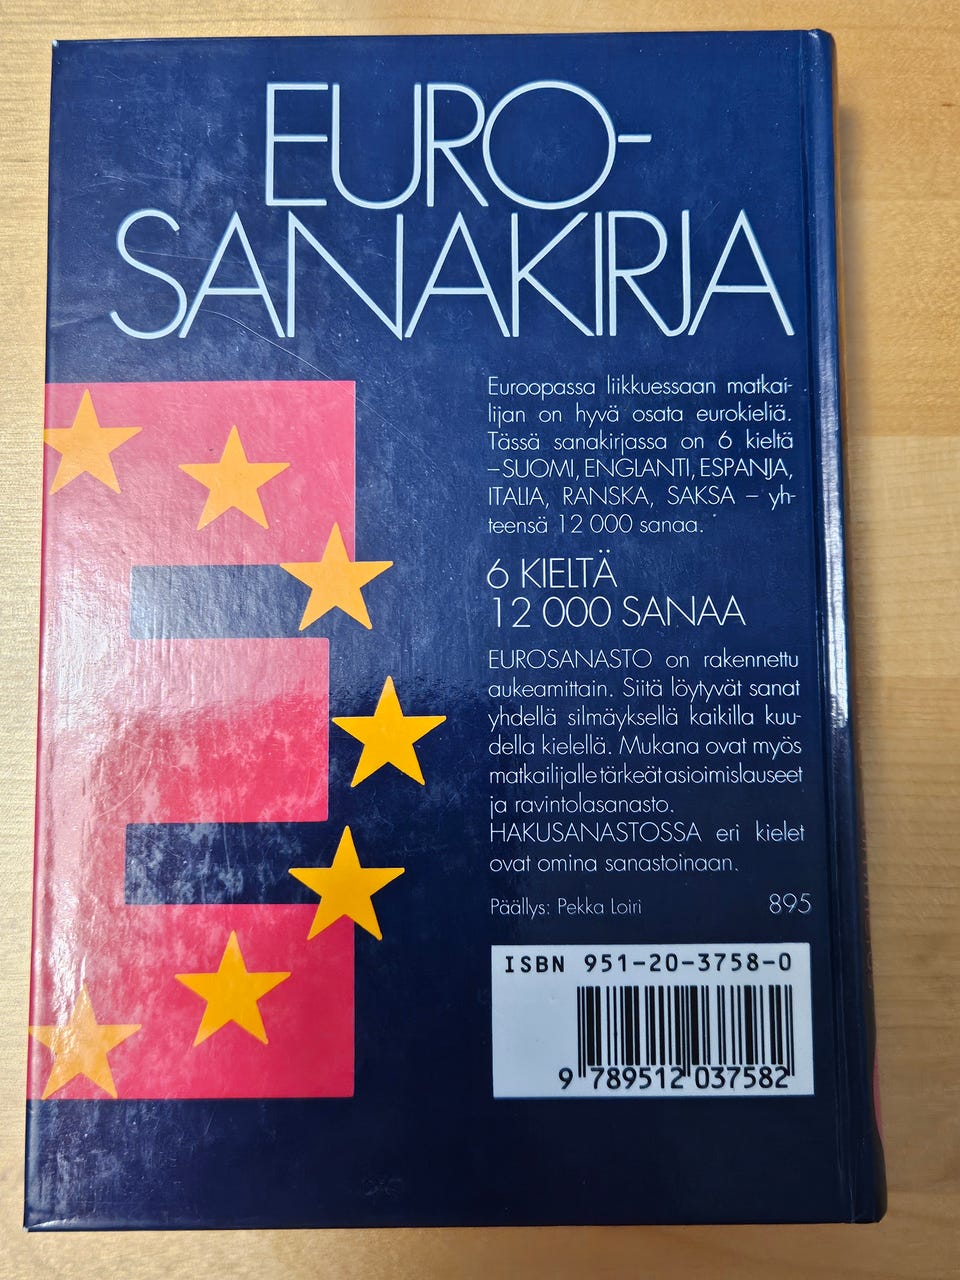 EURO-
SANAKIRJA
Euroopassa liikkuessaan matkai-
lijan on hyvä osata eurokieliä.
Tässä sanakirjassa on 6 kieltä
–SUOMI, ENGLANTI, ESPANJA,
ITALIA, RANSKA, SAKSA – yh-
teensä 12 000 sanaa.
6 KIELTÄ
12 000 SANAA
EUROSANASTO on rakennettu
aukeamittain. Siitä löytyvät sanat
yhdellä silmäyksellä kaikilla kuu-
della kielellä. Mukana ovat myös
matkailijalle tärkeät asioimislauseet
ja ravintolasanasto.
HAKUSANASTOSSA eri kielet
ovat omina sanastoinaan.
Päällys: Pekka Loiri 895
ISBN 951-20-3758-0
9 789512 037582